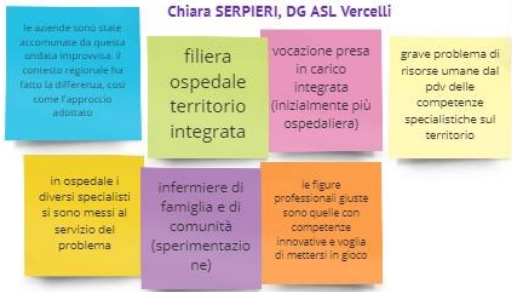 Chiara SERPIERI, DG ASL Vercelli
le aziende sono state
accomunate da questa
ondata improvvisa, il
contesto regionale ha
fatto la differenza, così
come l'approccio
adottato
filiera
ospedale
territorio
integrata
vocazione presa
in carico
integrata
(inizialmente più
ospedaliera)
grave problema di
risorse umane dal
pdv delle
competenze
specialistiche sul
territorio
in ospedale i
diversi specialisti
si sono messi al
servizio del
problema
infermiere di
famiglia e di
comunità
(sperimentazio
ne)
le figure
professionali giuste
sono quelle con
competenze
innovative e voglia
di mettersi in gioco